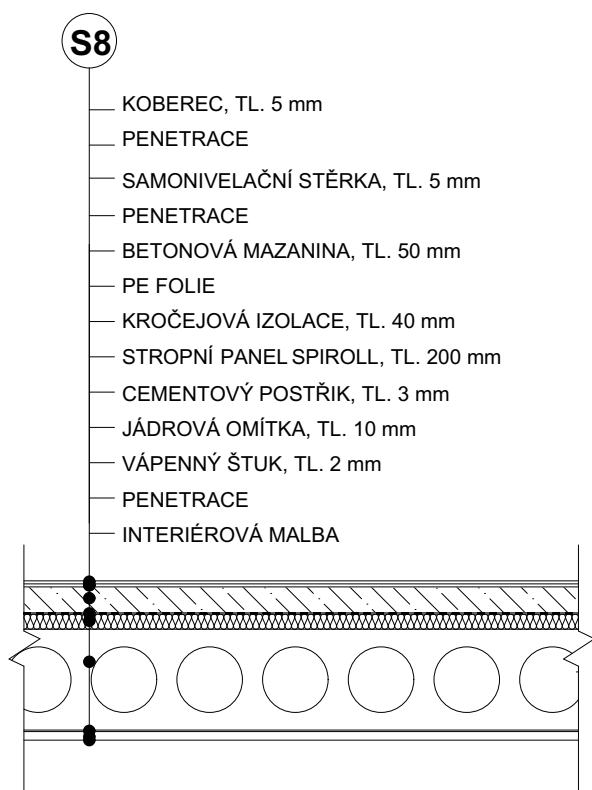 S8
KOBEREC, TL. 5 mm
PENETRACE
SAMONIVELAČNÍ STĚRKA, TL. 5 mm
PENETRACE
BETONOVÁ MAZANINA, TL. 50 mm
PE FOLIE
KROČEJOVÁ IZOLACE, TL. 40 mm
STROPNÍ PANEL SPIROLL, TL. 200 mm
CEMENTOVÝ POSTŘIK, TL. 3 mm
JÁDROVÁ OMÍTKA, TL. 10 mm
VÁPENNÝ ŠTUK, TL. 2 mm
PENETRACE
INTERIÉROVÁ MALBA